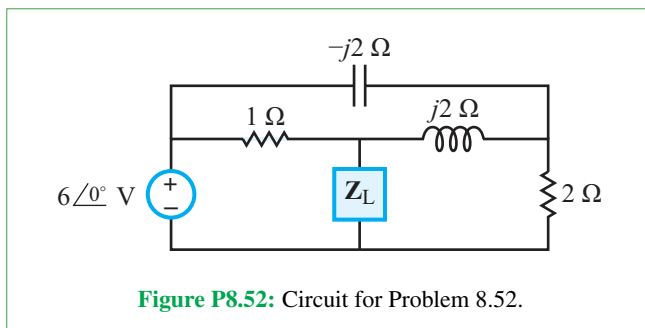 −j2 Ω
1 Ω
j2 Ω
6∠0° V
+
−
Z_L
2 Ω
Figure P8.52: Circuit for Problem 8.52.